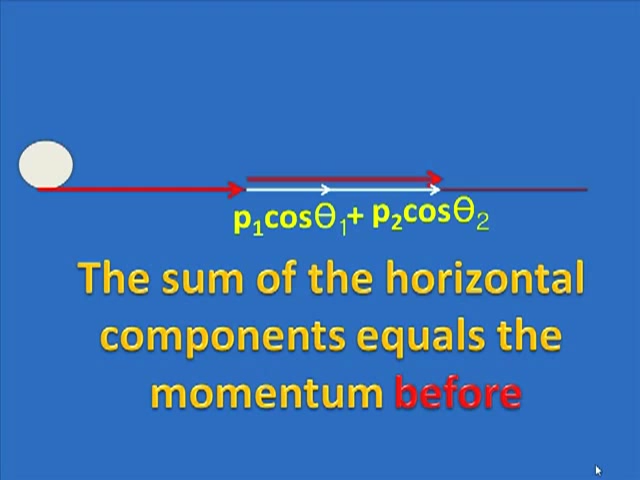 p₁cosΘ₁+ p₂cosΘ₂
The sum of the horizontal
components equals the
momentum before